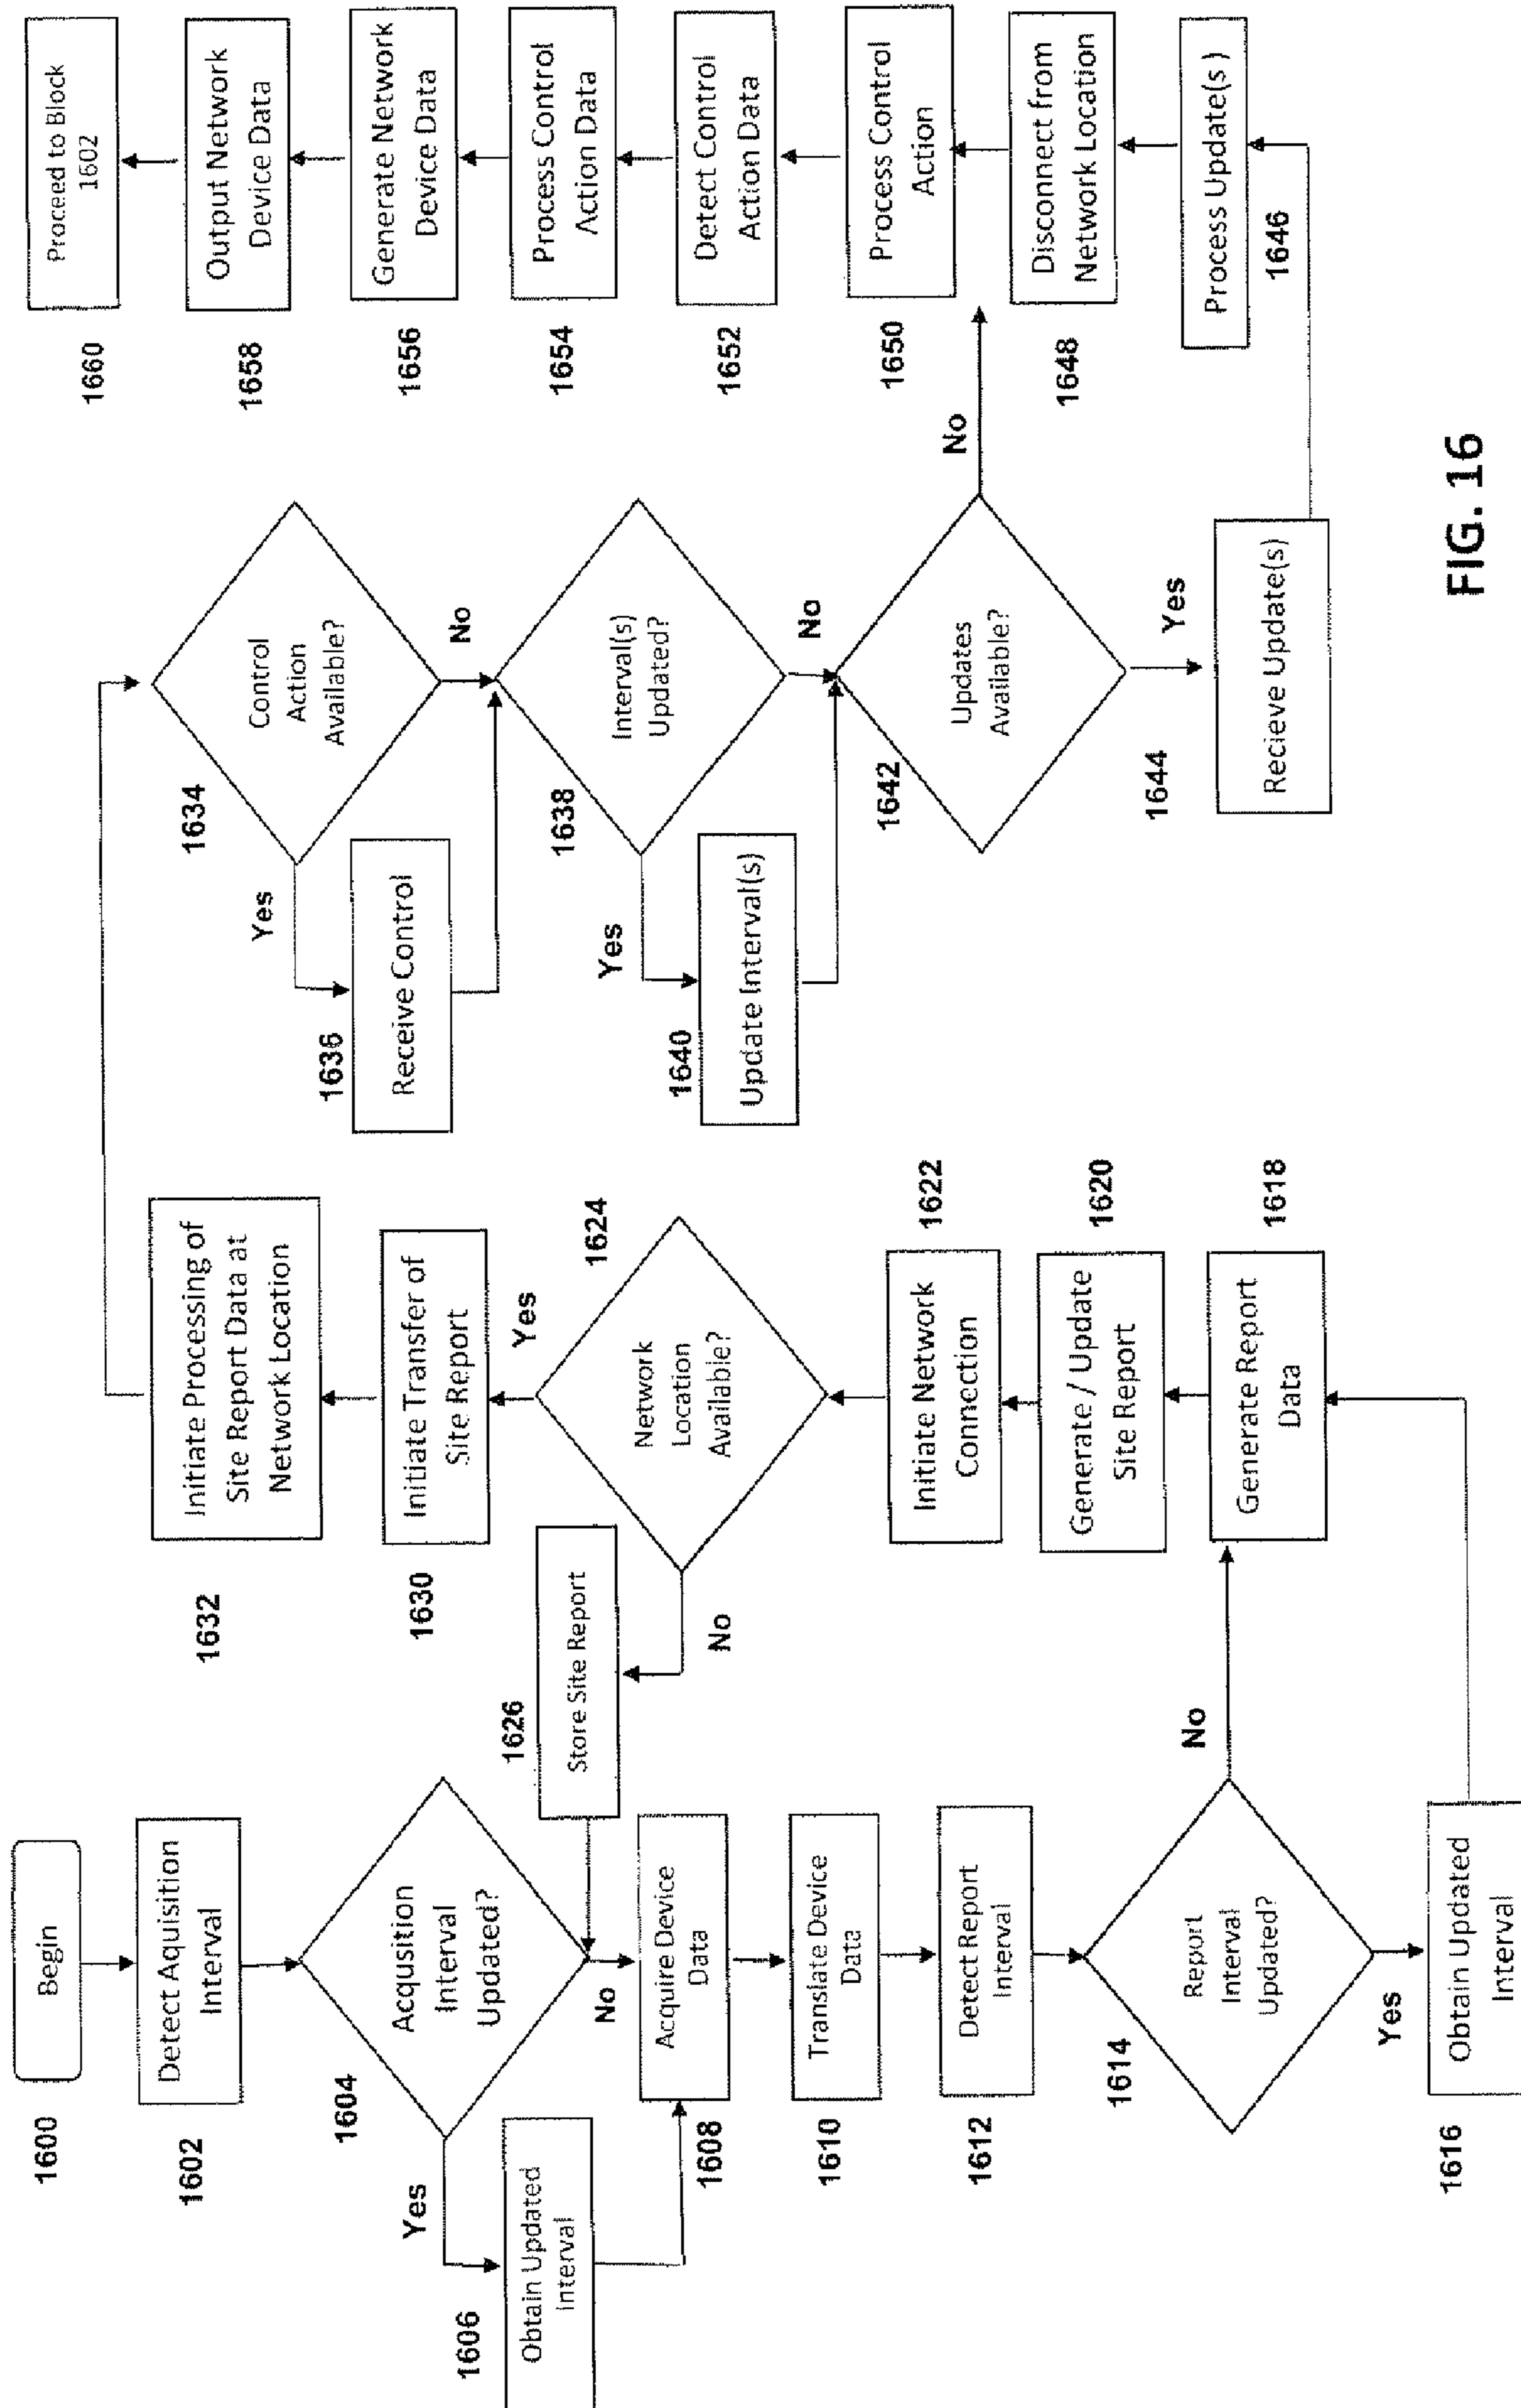 1600
Begin
1602
Detect Aquisition
Interval
1604
Acqusition
Interval
Updated?
Yes
No
1606
Obtain Updated
Interval
1608
Acquire Device
Data
1610
Translate Device
Data
1612
Detect Report
Interval
1614
Report
Interval
Updated?
No
Yes
1616
Obtain Updated
Interval
1618
Generate Report
Data
1620
Generate / Update
Site Report
1622
Initiate Network
Connection
1624
Network
Location
Available?
Yes
No
1626
Store Site Report
1630
Initiate Transfer of
Site Report
1632
Initiate Processing of
Site Report Data at
Network Location
1634
Control
Action
Available?
Yes
No
1636
Receive Control
1638
Interval(s)
Updated?
Yes
No
1640
Update Interval(s)
1642
Updates
Available?
No
Yes
1644
Recieve Update(s)
1646
Process Update(s )
1648
Disconnect from
Network Location
1650
Process Control
Action
1652
Detect Control
Action Data
1654
Process Control
Action Data
1656
Generate Network
Device Data
1658
Output Network
Device Data
1660
Proceed to Block
1602
FIG. 16